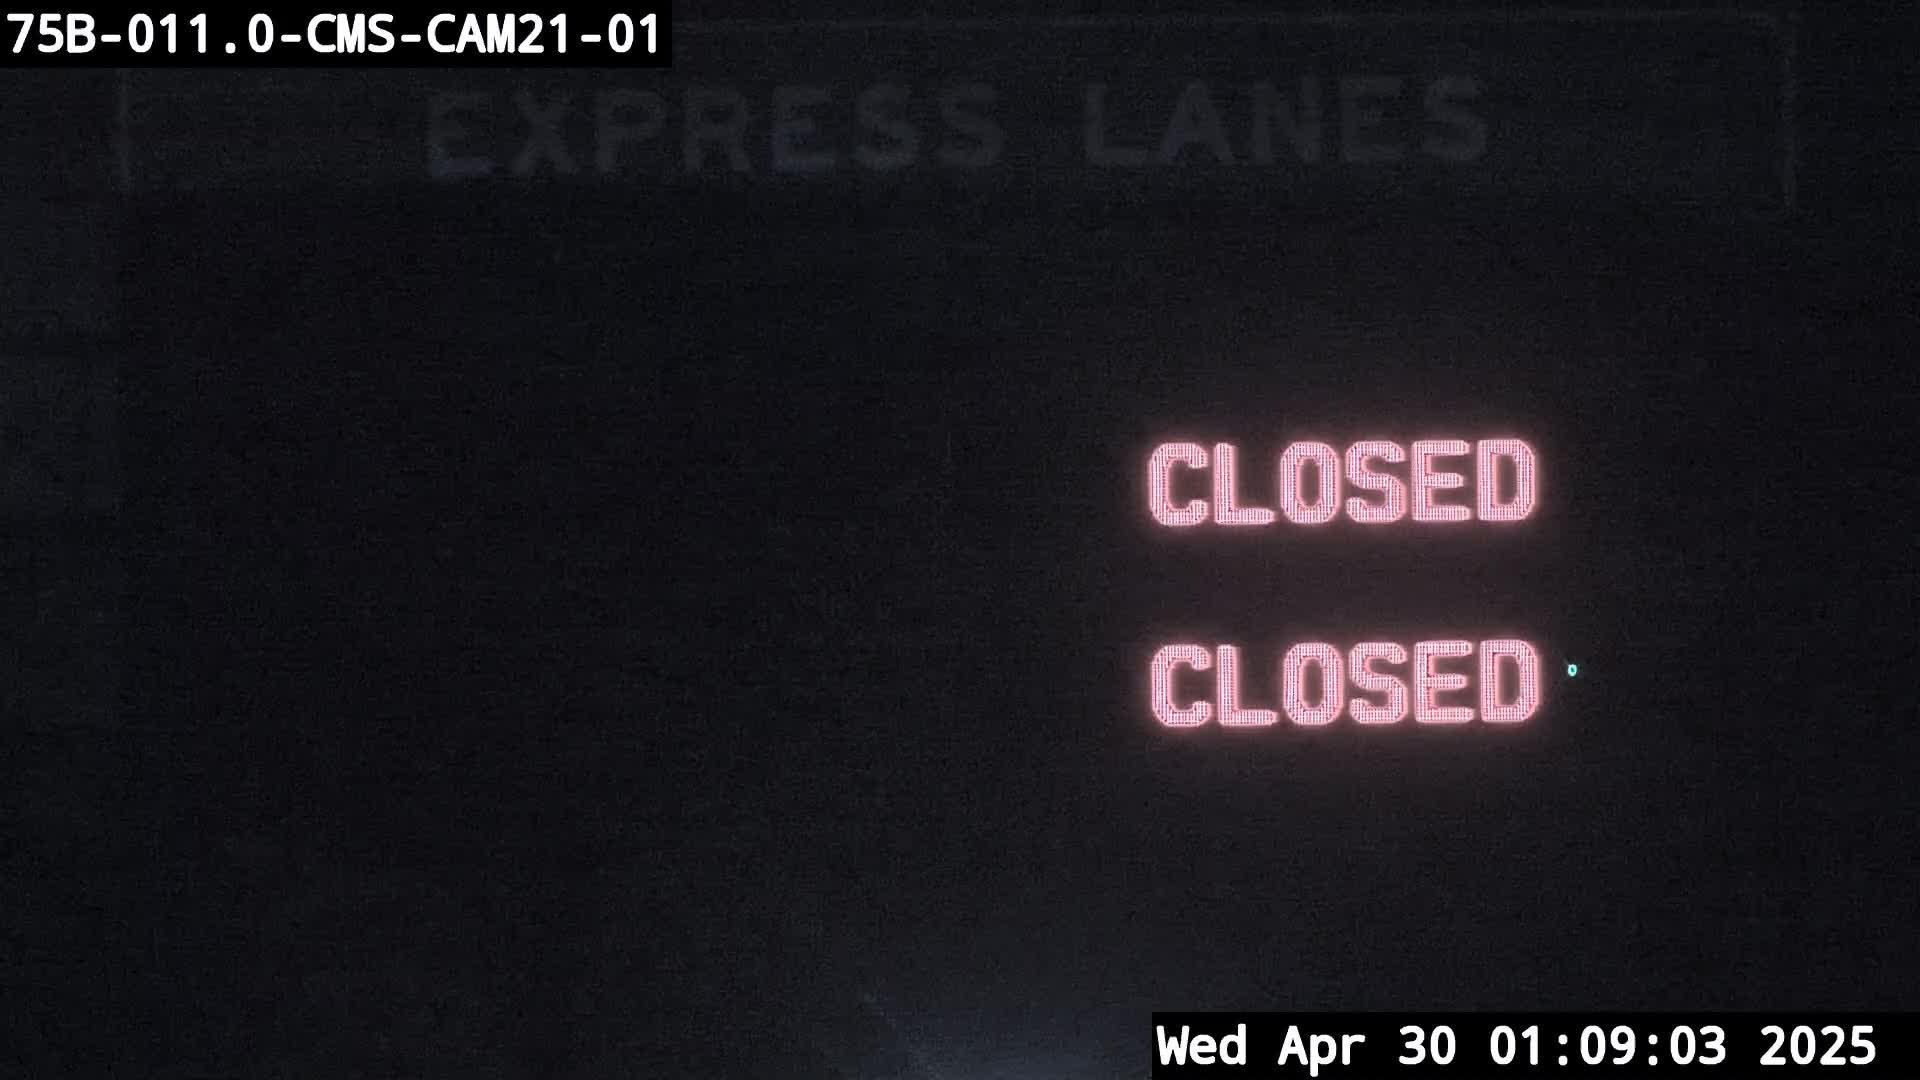 75B-011.0-CMS-CAM21-01
EXPRESS LANES
CLOSED
CLOSED
Wed Apr 30 01:09:03 2025